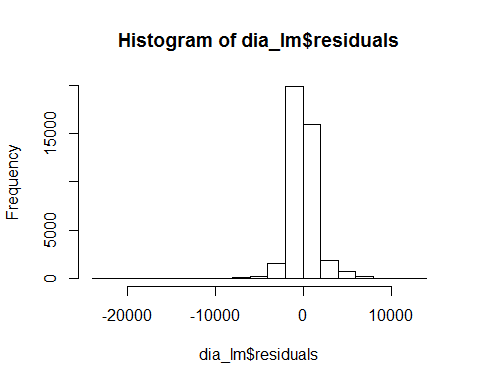 Histogram of dia_lm$residuals
Frequency
15000
5000
0
-20000 -10000 0 10000
dia_lm$residuals